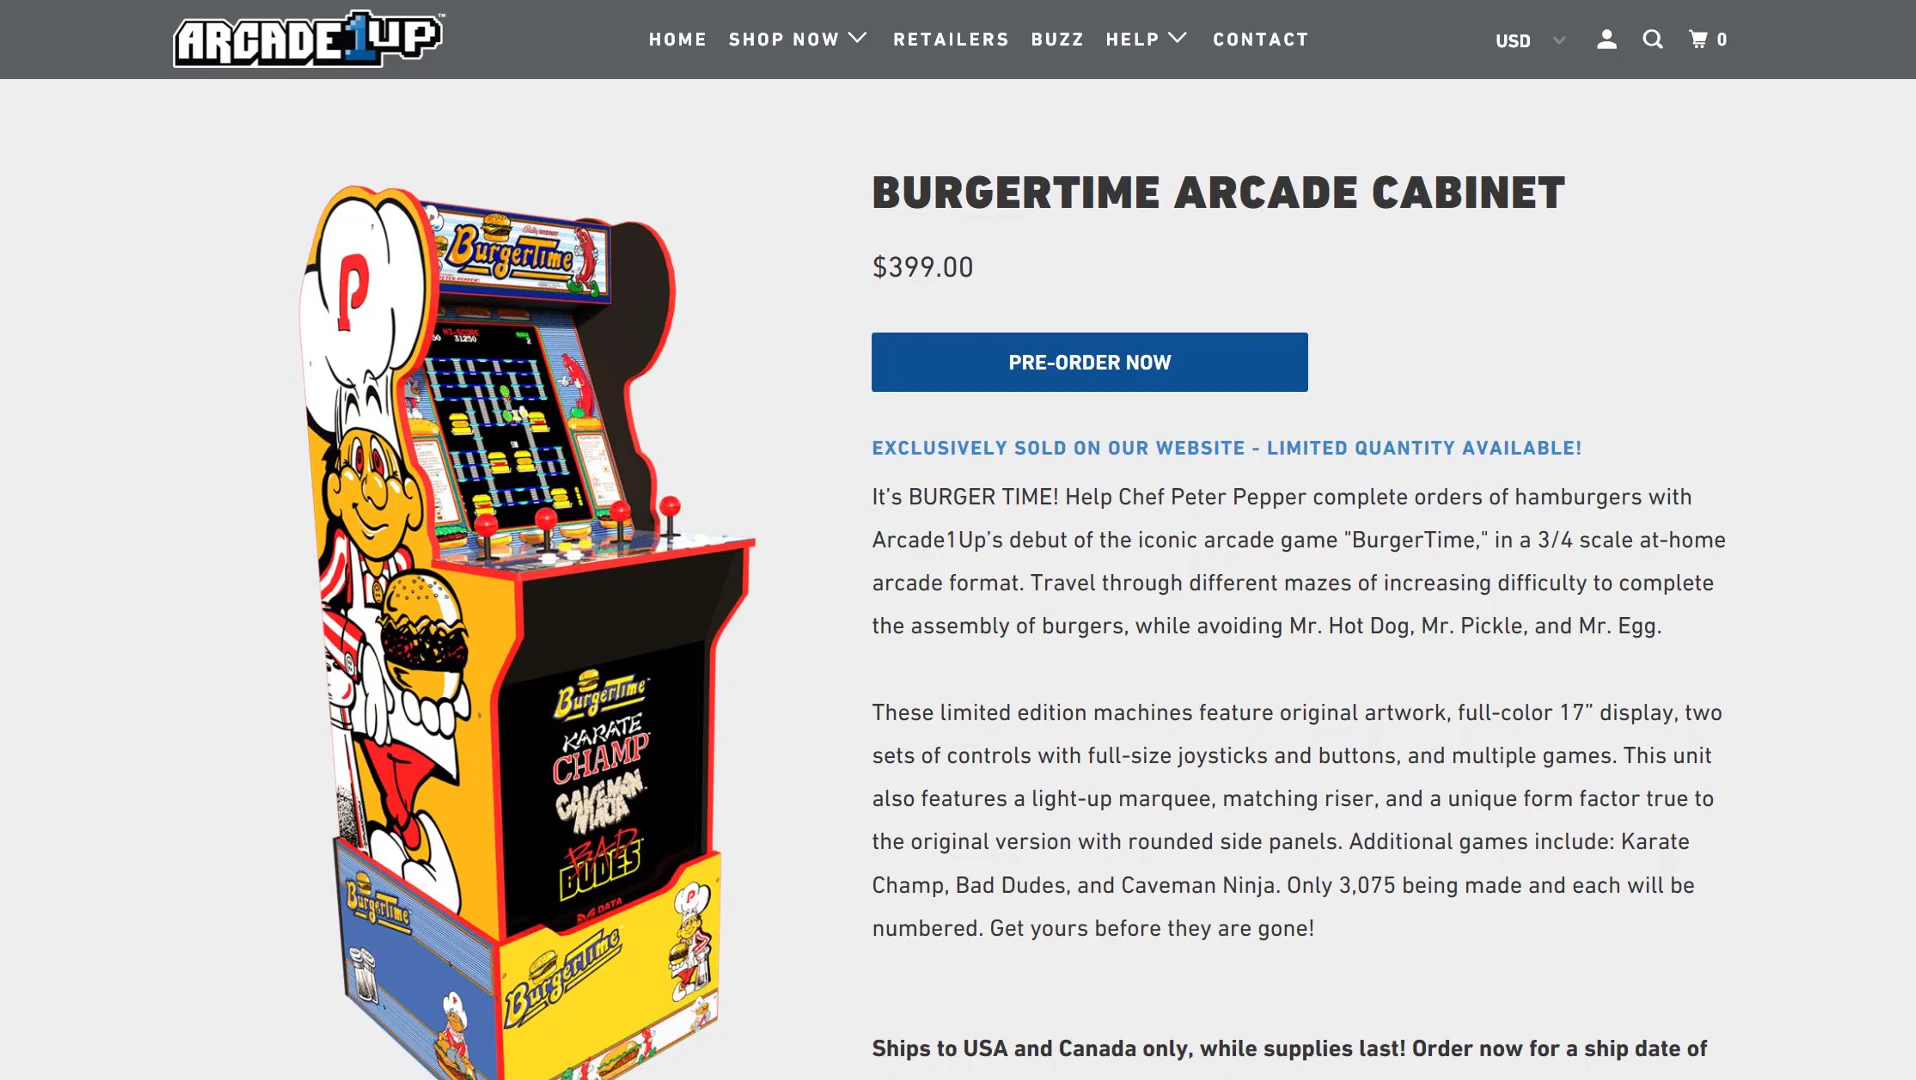 ARCADE1UP™
HOME SHOP NOW RETAILERS BUZZ HELP CONTACT
USD
0
BurgerTime
HI-SCORE
31250
BurgerTime
KARATE
CHAMP
CAVEMAN
NINJA
BAD
DUDES
DATA
BurgerTime
BurgerTime
P
P
BURGERTIME ARCADE CABINET
$399.00
PRE-ORDER NOW
EXCLUSIVELY SOLD ON OUR WEBSITE - LIMITED QUANTITY AVAILABLE!
It’s BURGER TIME! Help Chef Peter Pepper complete orders of hamburgers with
Arcade1Up’s debut of the iconic arcade game "BurgerTime," in a 3/4 scale at-home
arcade format. Travel through different mazes of increasing difficulty to complete
the assembly of burgers, while avoiding Mr. Hot Dog, Mr. Pickle, and Mr. Egg.
These limited edition machines feature original artwork, full-color 17” display, two
sets of controls with full-size joysticks and buttons, and multiple games. This unit
also features a light-up marquee, matching riser, and a unique form factor true to
the original version with rounded side panels. Additional games include: Karate
Champ, Bad Dudes, and Caveman Ninja. Only 3,075 being made and each will be
numbered. Get yours before they are gone!
Ships to USA and Canada only, while supplies last! Order now for a ship date of